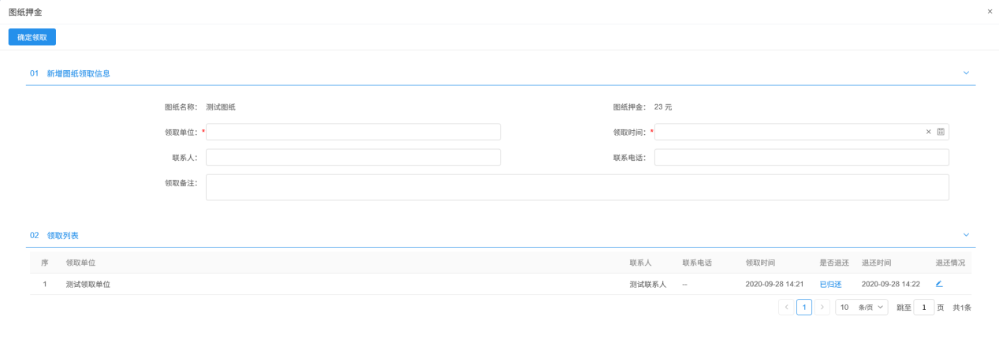 图纸押金 ×
确定领取
01 新增图纸领取信息
图纸名称： 测试图纸 图纸押金： 23 元
领取单位：* 领取时间：*
联系人： 联系电话：
领取备注：
02 领取列表
序 领取单位 联系人 联系电话 领取时间 是否退还 退还时间 退还情况
1 测试领取单位 测试联系人 -- 2020-09-28 14:21 已归还 2020-09-28 14:22
< 1 > 10 条/页 跳至 1 页 共1条